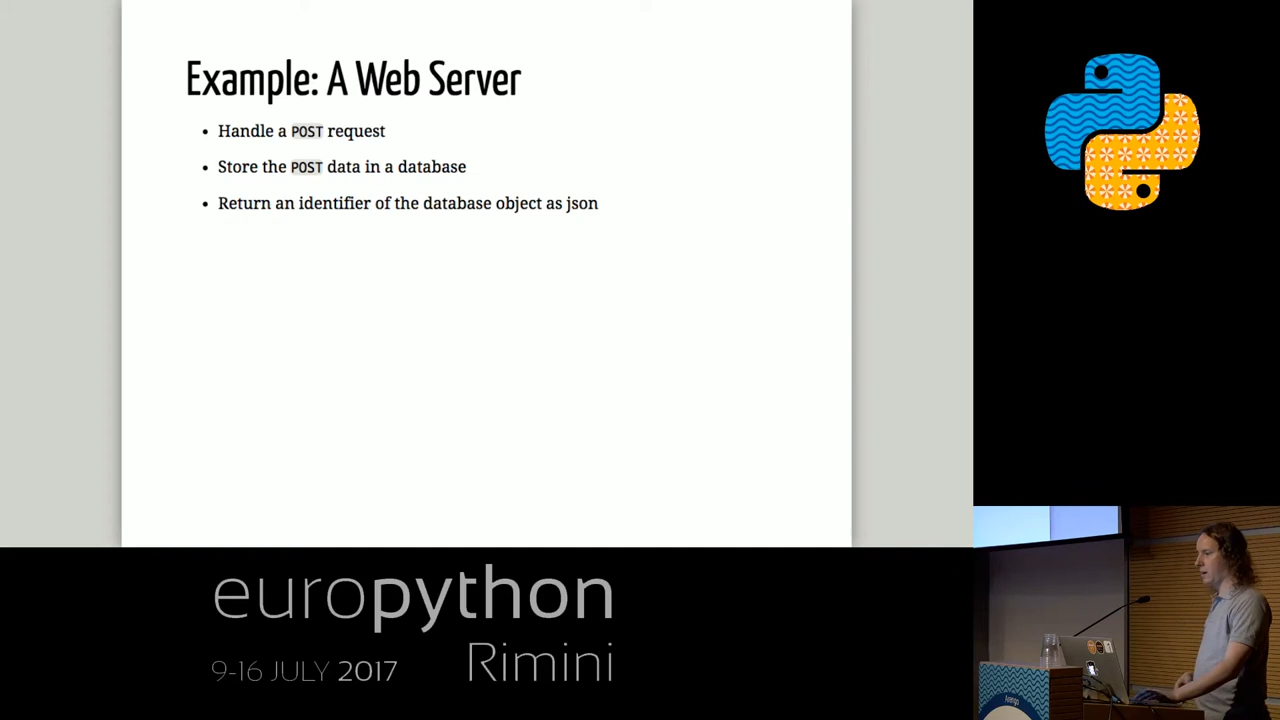 Example: A Web Server
• Handle a POST request
• Store the POST data in a database
• Return an identifier of the database object as json
europython
9-16 JULY 2017
Rimini
Arengo